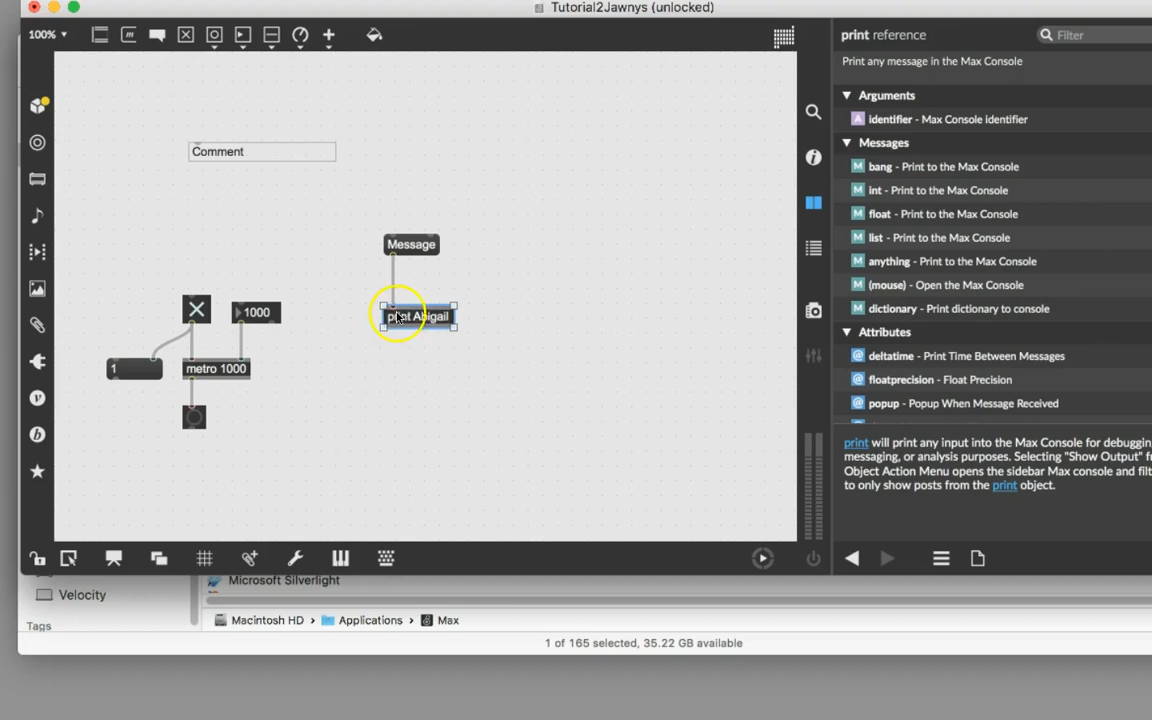 Tutorial2Jawnys (unlocked)
100%
print reference
Filter
Print any message in the Max Console
Arguments
identifier - Max Console identifier
Messages
bang - Print to the Max Console
int - Print to the Max Console
float - Print to the Max Console
list - Print to the Max Console
anything - Print to the Max Console
(mouse) - Open the Max Console
dictionary - Print dictionary to console
Attributes
deltatime - Print Time Between Messages
floatprecision - Float Precision
popup - Popup When Message Received
print will print any input into the Max Console for debugging
messaging, or analysis purposes. Selecting "Show Output" fr
Object Action Menu opens the sidebar Max console and filt
to only show posts from the print object.
Comment
Message
print Abigail
1000
1
metro 1000
Microsoft Silverlight
Velocity
Macintosh HD › Applications › Max
Tags
1 of 165 selected, 35.22 GB available